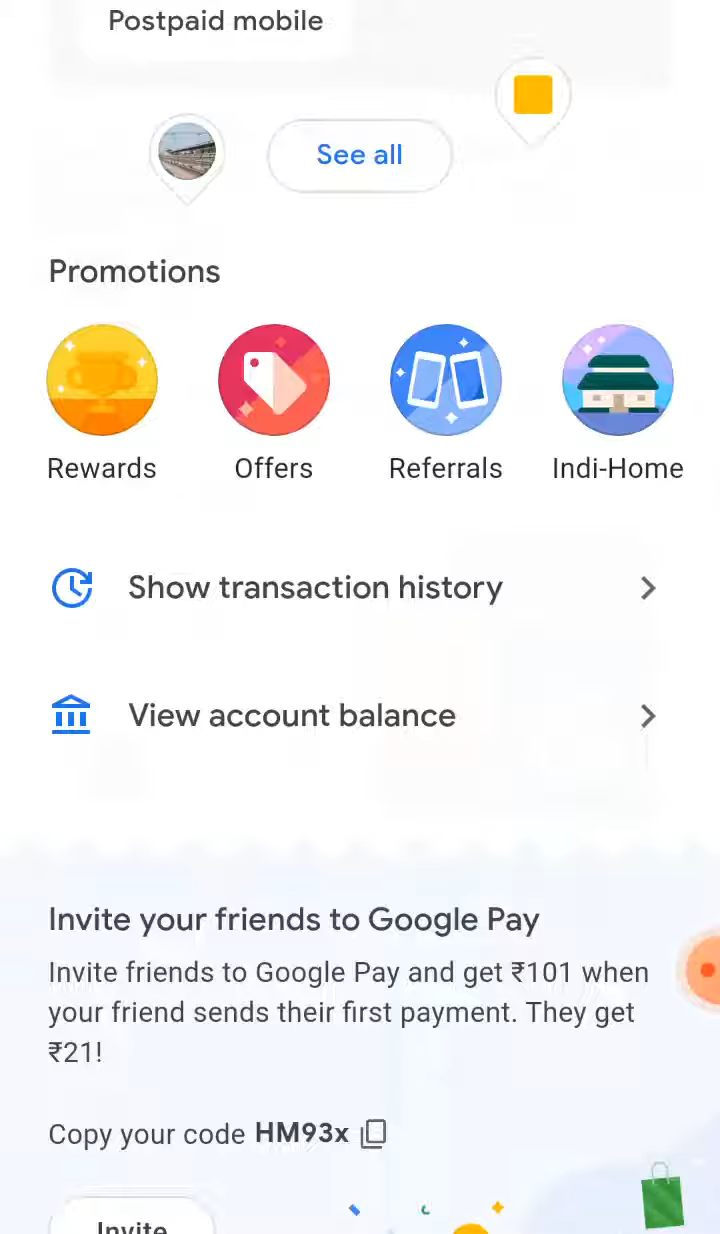 Postpaid mobile
See all
Promotions
Rewards
Offers
Referrals
Indi-Home
Show transaction history
View account balance
Invite your friends to Google Pay
Invite friends to Google Pay and get ₹101 when
your friend sends their first payment. They get
₹21!
Copy your code HM93x
Invite